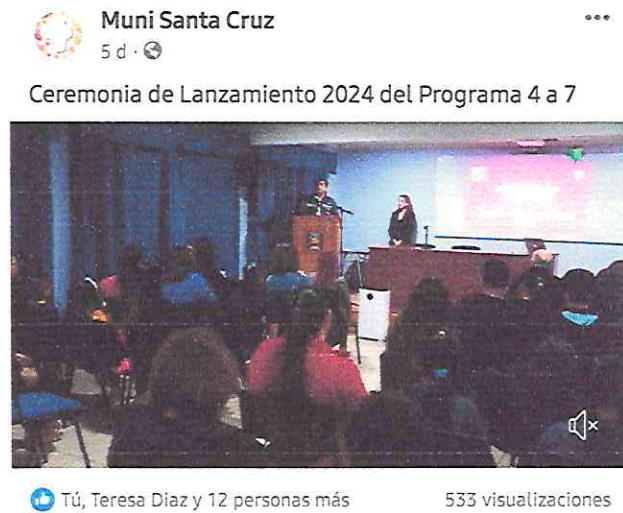 Muni Santa Cruz
5 d ·
Ceremonia de Lanzamiento 2024 del Programa 4 a 7
Tú, Teresa Diaz y 12 personas más
533 visualizaciones